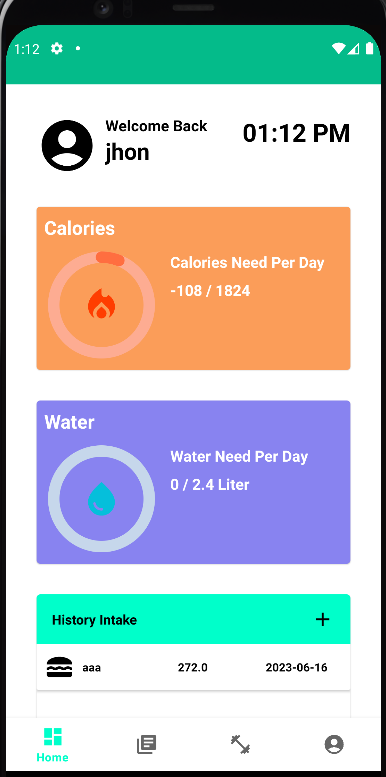 1:12
Welcome Back
jhon
01:12 PM
Calories
Calories Need Per Day
-108 / 1824
Water
Water Need Per Day
0 / 2.4 Liter
History Intake +
aaa 272.0 2023-06-16
Home